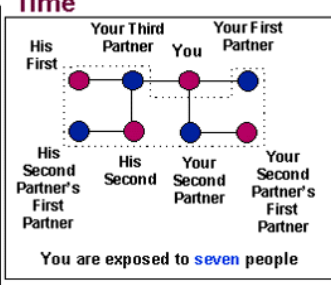 Time
Your Third
Partner
Your First
Partner
His
First
You
His
Second
Partner's
First
Partner
His
Second
Your
Second
Partner
Your
Second
Partner's
First
Partner
You are exposed to seven people